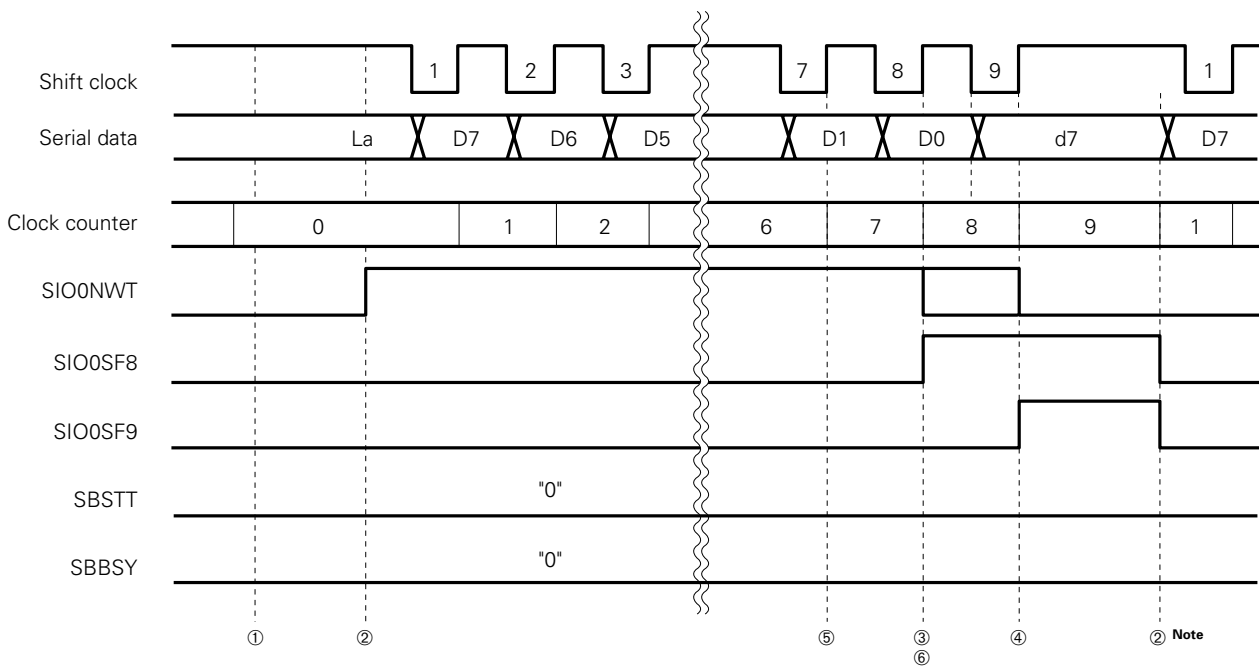 Shift clock 1 2 3 7 8 9 1
Serial data La D7 D6 D5 D1 D0 d7 D7
Clock counter 0 1 2 6 7 8 9 1
SIO0NWT
SIO0SF8
SIO0SF9
SBSTT "0"
SBBSY "0"
① ② ⑤ ③ ④ ② Note
⑥